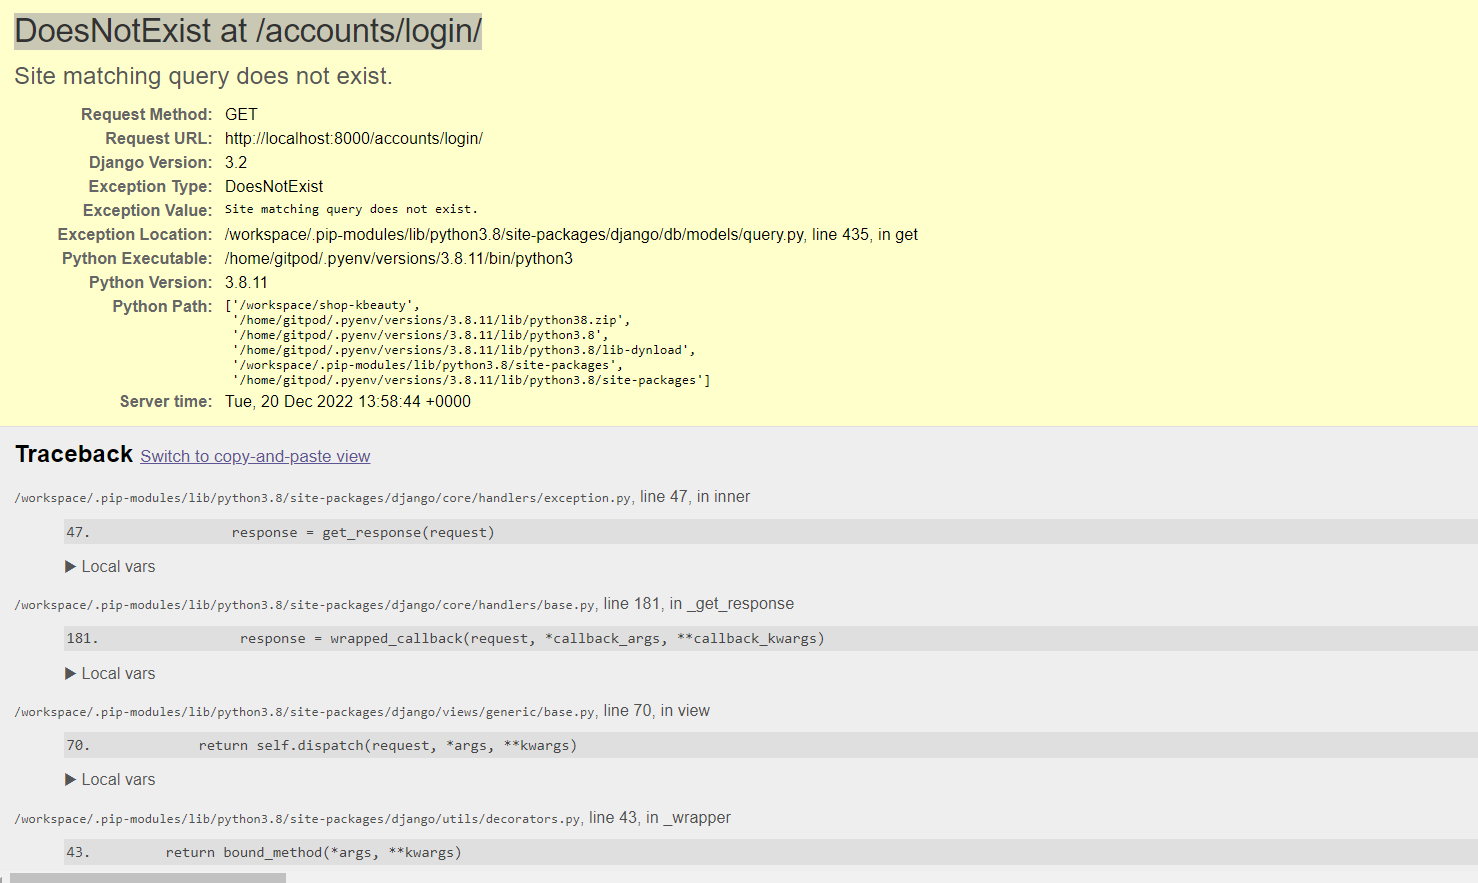 DoesNotExist at /accounts/login/
Site matching query does not exist.
Request Method: GET
Request URL: http://localhost:8000/accounts/login/
Django Version: 3.2
Exception Type: DoesNotExist
Exception Value: Site matching query does not exist.
Exception Location: /workspace/.pip-modules/lib/python3.8/site-packages/django/db/models/query.py, line 435, in get
Python Executable: /home/gitpod/.pyenv/versions/3.8.11/bin/python3
Python Version: 3.8.11
Python Path: ['/workspace/shop-kbeauty',
'/home/gitpod/.pyenv/versions/3.8.11/lib/python38.zip',
'/home/gitpod/.pyenv/versions/3.8.11/lib/python3.8',
'/home/gitpod/.pyenv/versions/3.8.11/lib/python3.8/lib-dynload',
'/workspace/.pip-modules/lib/python3.8/site-packages',
'/home/gitpod/.pyenv/versions/3.8.11/lib/python3.8/site-packages']
Server time: Tue, 20 Dec 2022 13:58:44 +0000
Traceback Switch to copy-and-paste view
/workspace/.pip-modules/lib/python3.8/site-packages/django/core/handlers/exception.py, line 47, in inner
47. response = get_response(request)
▶ Local vars
/workspace/.pip-modules/lib/python3.8/site-packages/django/core/handlers/base.py, line 181, in _get_response
181. response = wrapped_callback(request, *callback_args, **callback_kwargs)
▶ Local vars
/workspace/.pip-modules/lib/python3.8/site-packages/django/views/generic/base.py, line 70, in view
70. return self.dispatch(request, *args, **kwargs)
▶ Local vars
/workspace/.pip-modules/lib/python3.8/site-packages/django/utils/decorators.py, line 43, in _wrapper
43. return bound_method(*args, **kwargs)